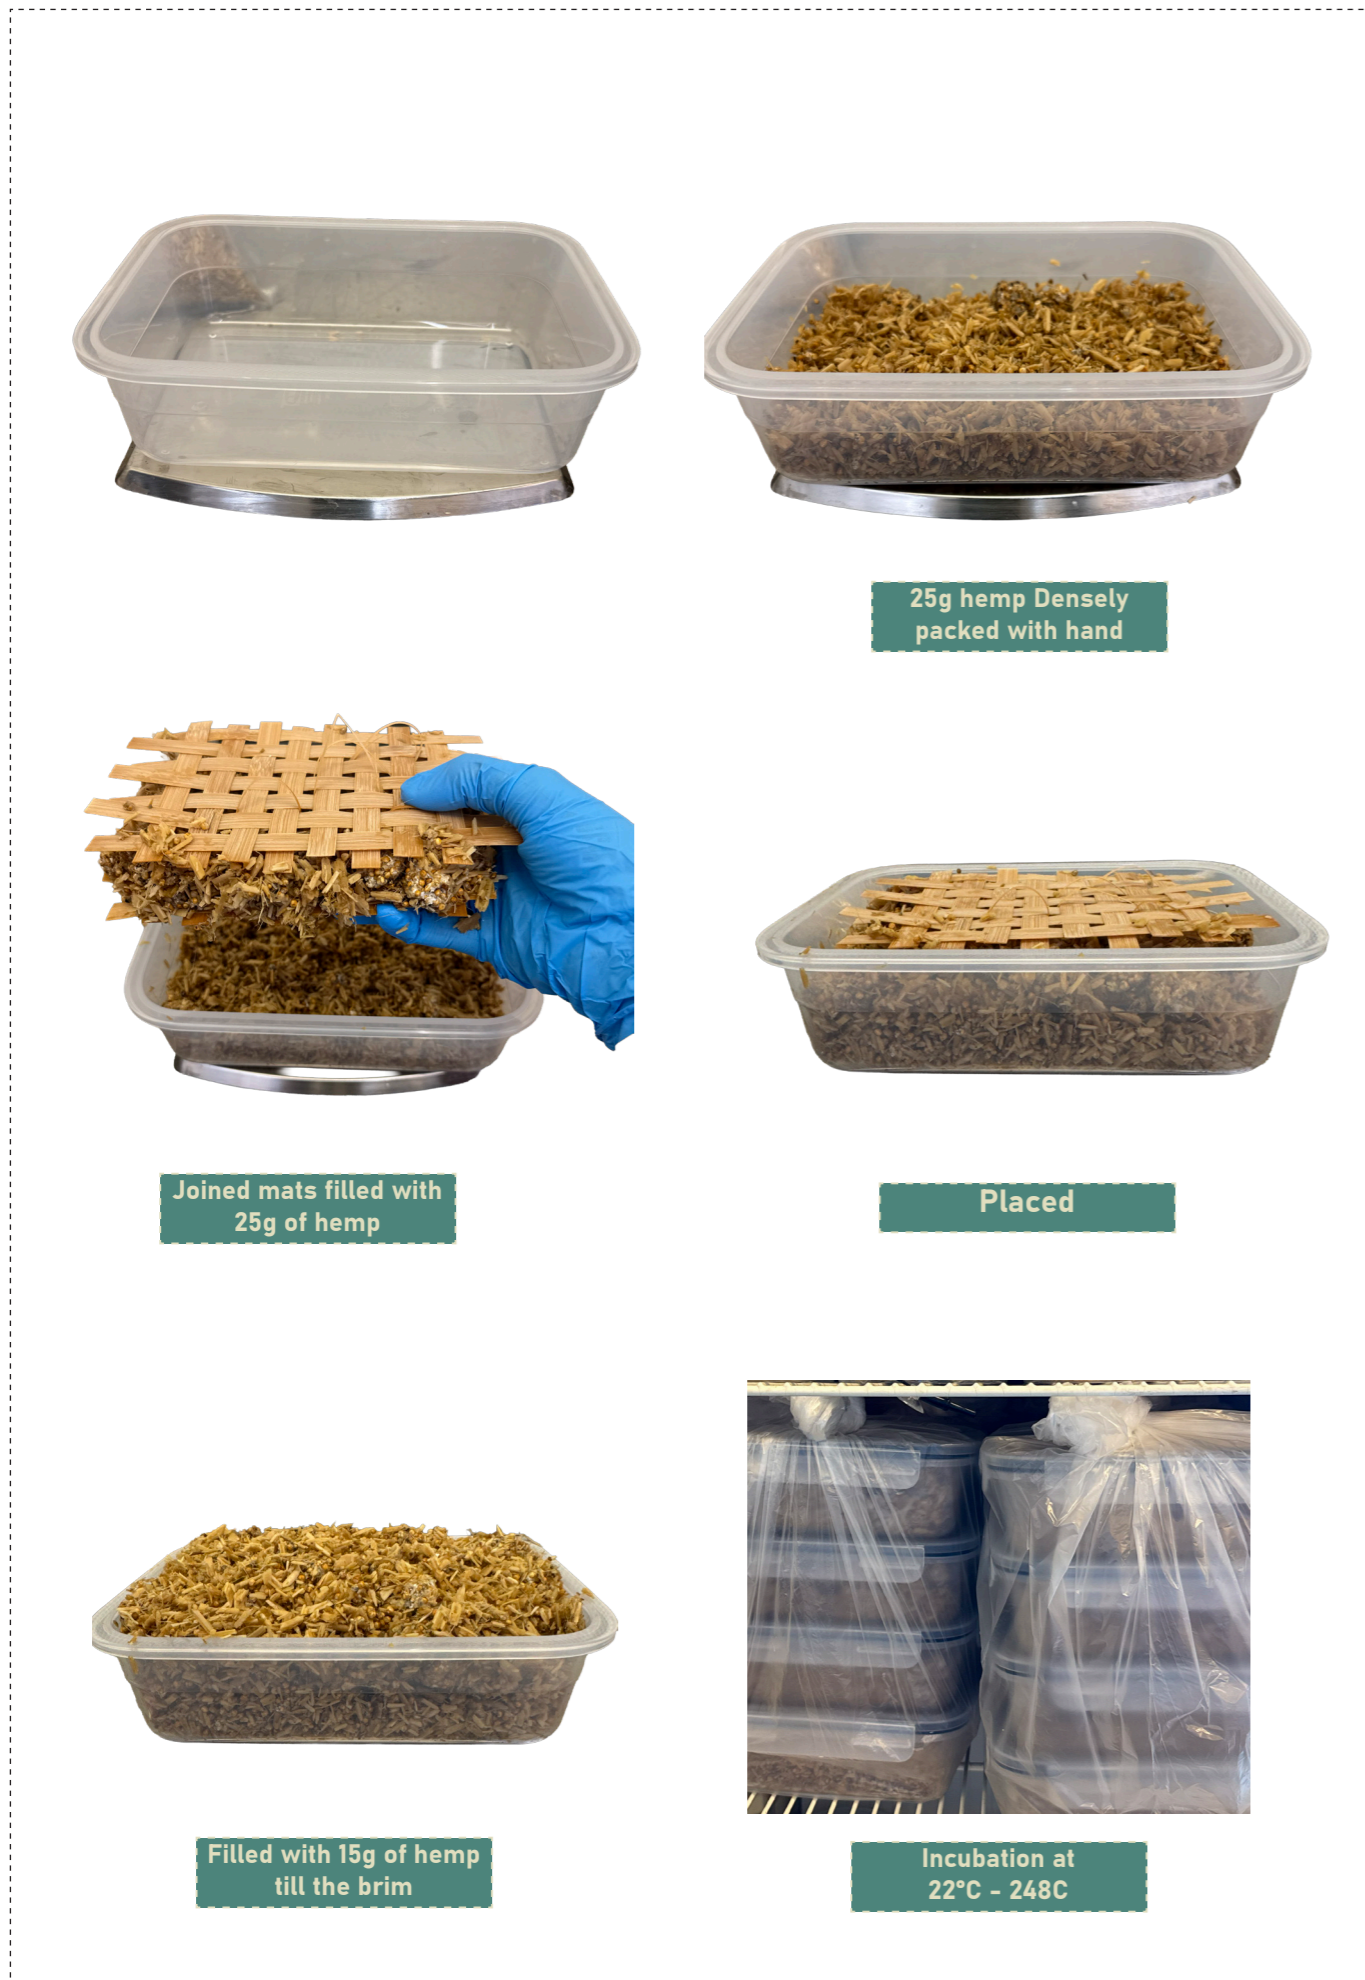 25g hemp Densely
packed with hand
Joined mats filled with
25g of hemp
Placed
Filled with 15g of hemp
till the brim
Incubation at
22°C - 248C